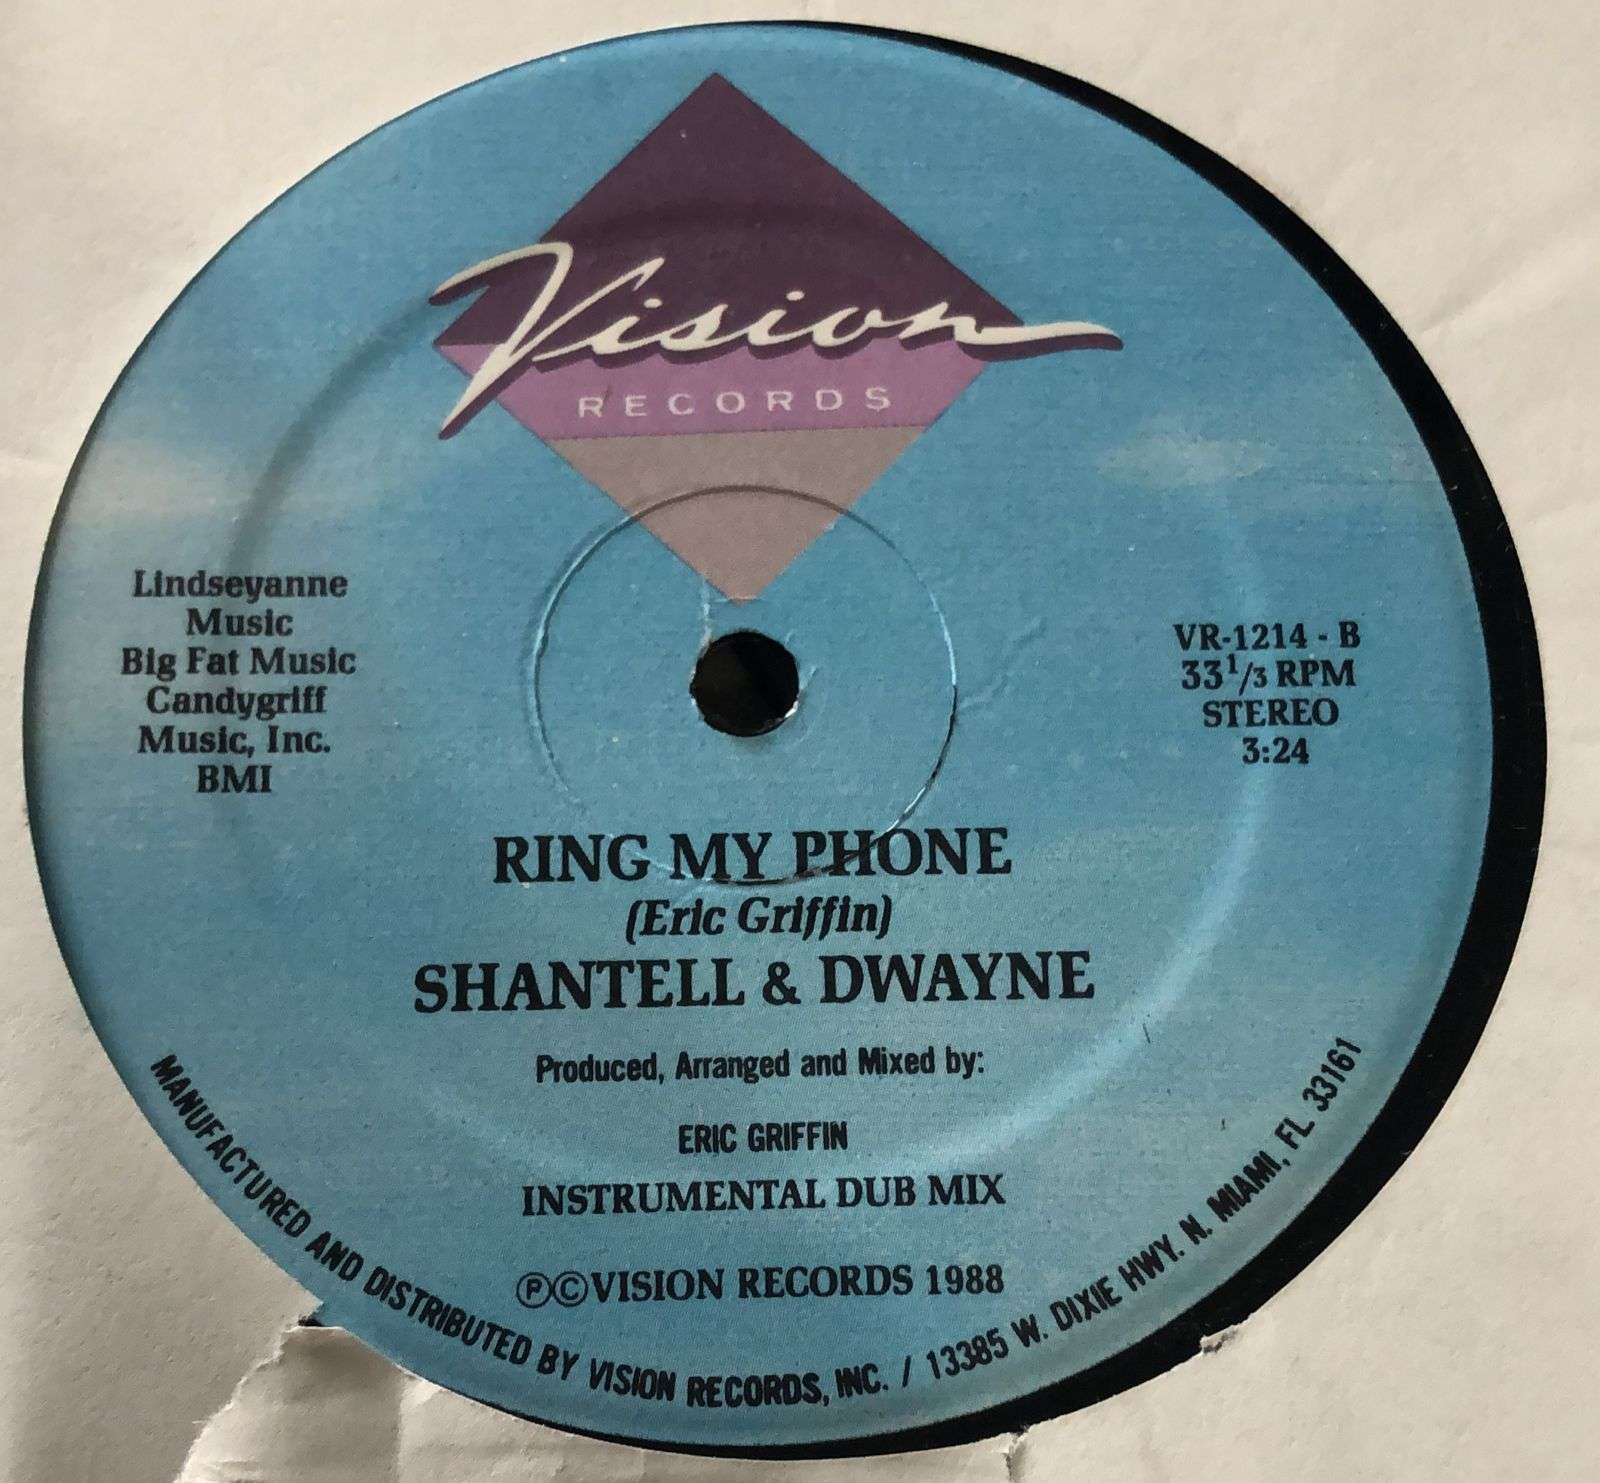 Vision
RECORDS
Lindseyanne
Music
Big Fat Music
Candygriff
Music, Inc.
BMI
VR-1214 - B
33 1/3 RPM
STEREO
3:24
RING MY PHONE
(Eric Griffin)
SHANTELL & DWAYNE
Produced, Arranged and Mixed by:
ERIC GRIFFIN
INSTRUMENTAL DUB MIX
℗©VISION RECORDS 1988
MANUFACTURED AND DISTRIBUTED BY VISION RECORDS, INC. / 13385 W. DIXIE HWY. N. MIAMI, FL 33161